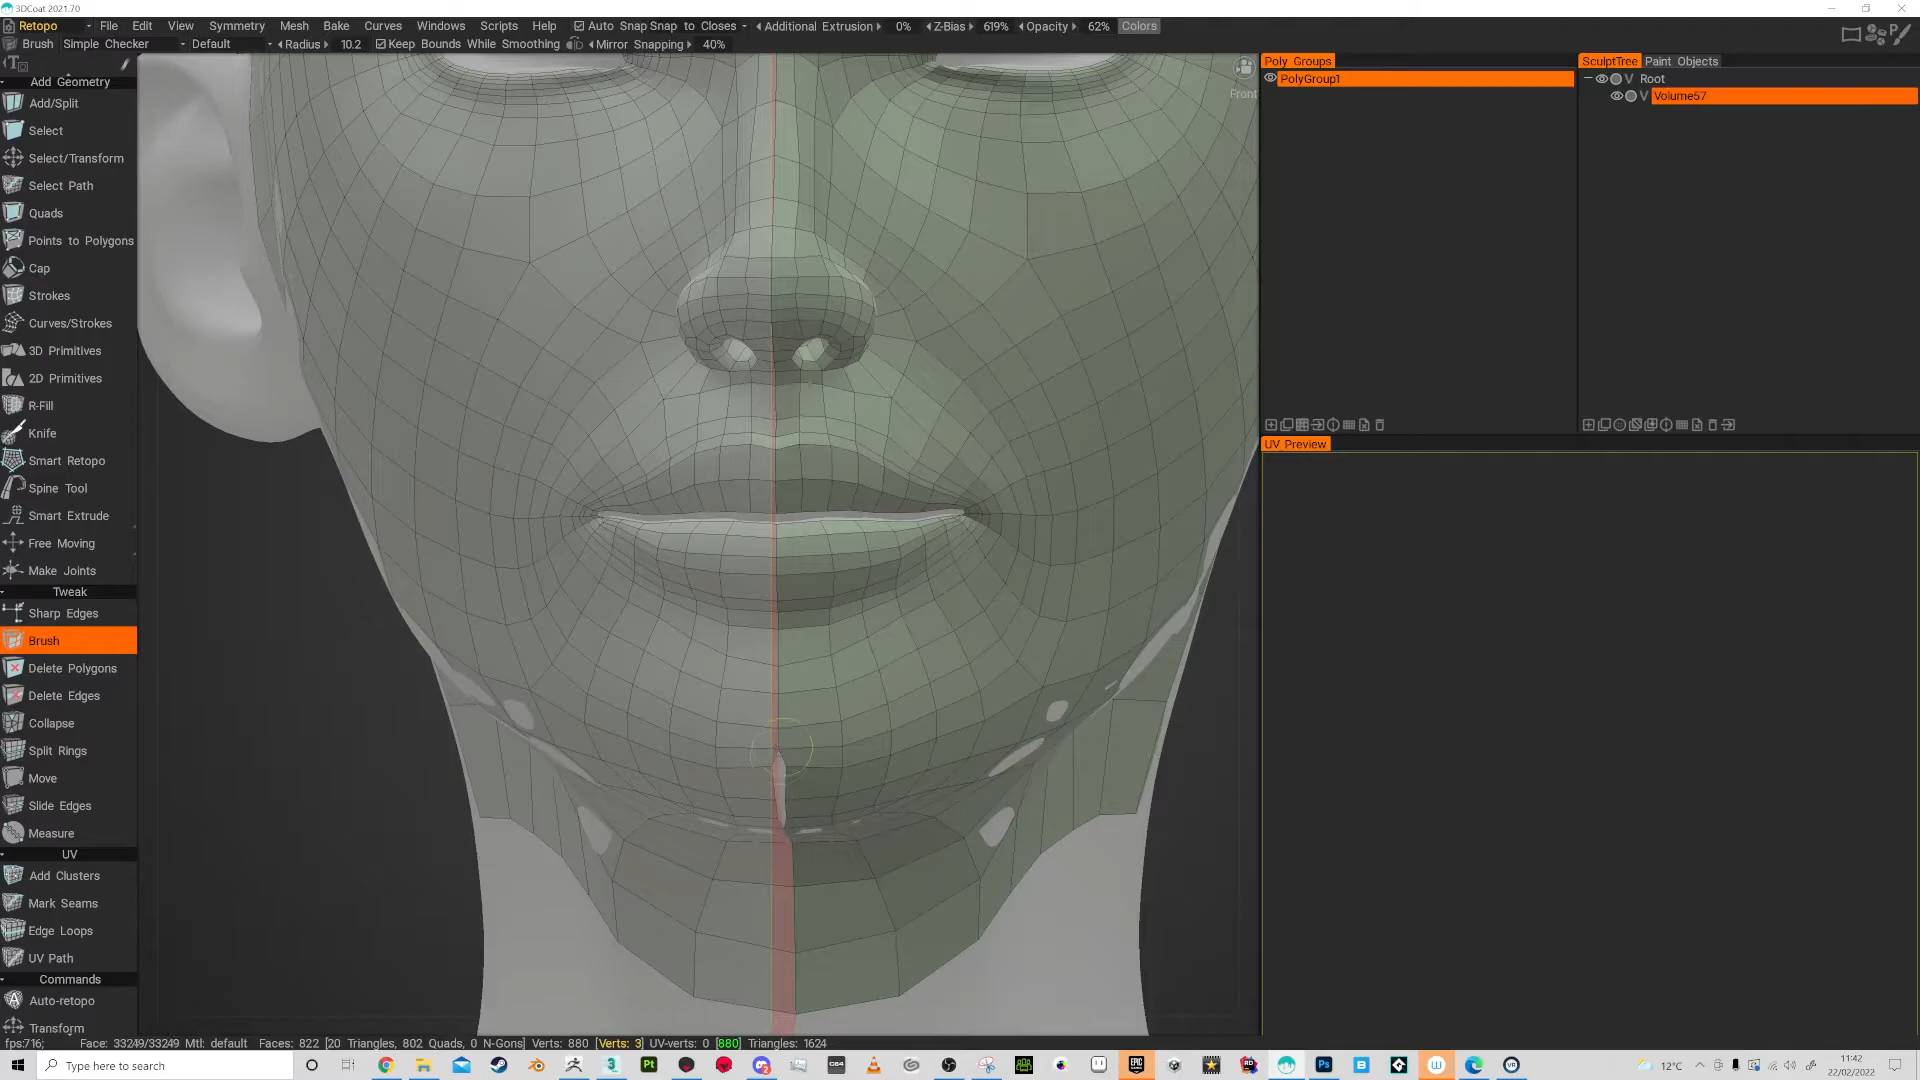 3DCoat 2021.70
Retopo File Edit View Symmetry Mesh Bake Curves Windows Scripts Help Auto Snap Snap to Closes Additional Extrusion 0% Z-Bias 619% Opacity 62% Colors
Brush Simple Checker Default Radius 10.2 Keep Bounds While Smoothing Mirror Snapping 40%
Add Geometry
Add/Split
Select
Select/Transform
Select Path
Quads
Points to Polygons
Cap
Strokes
Curves/Strokes
3D Primitives
2D Primitives
R-Fill
Knife
Smart Retopo
Spine Tool
Smart Extrude
Free Moving
Make Joints
Tweak
Sharp Edges
Brush
Delete Polygons
Delete Edges
Collapse
Split Rings
Move
Slide Edges
Measure
UV
Add Clusters
Mark Seams
Edge Loops
UV Path
Commands
Auto-retopo
Transform
Front
Poly Groups
PolyGroup1
SculptTree Paint Objects
V Root
V Volume57
UV Preview
fps:716; Face: 33249/33249 Mtl: default Faces: 822 [20 Triangles, 802 Quads, 0 N-Gons] Verts: 880 [Verts: 3] UV-verts: 0 [880] Triangles: 1624
Type here to search
Pt
C64
EPIC GAMES
Ps
12°C
11:42
22/02/2022